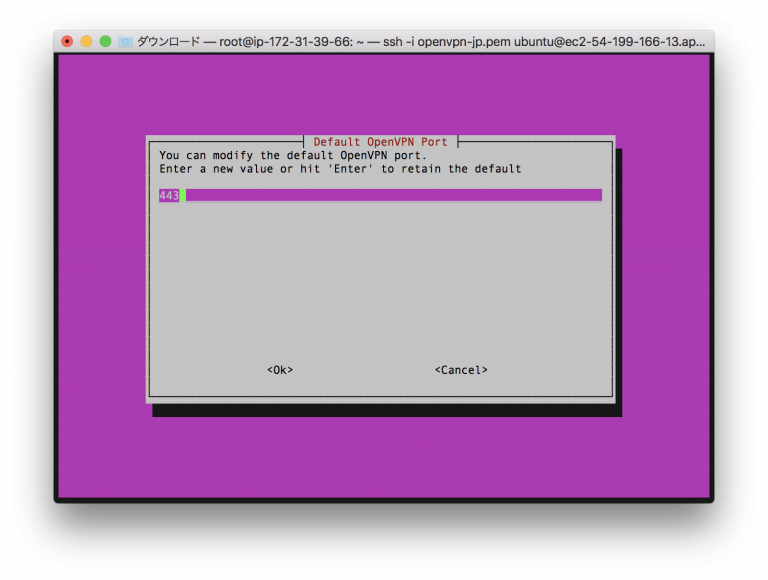 ダウンロード — root@ip-172-31-39-66: ~ — ssh -i openvpn-jp.pem ubuntu@ec2-54-199-166-13.ap...
Default OpenVPN Port
You can modify the default OpenVPN port.
Enter a new value or hit 'Enter' to retain the default
443
<Ok> <Cancel>